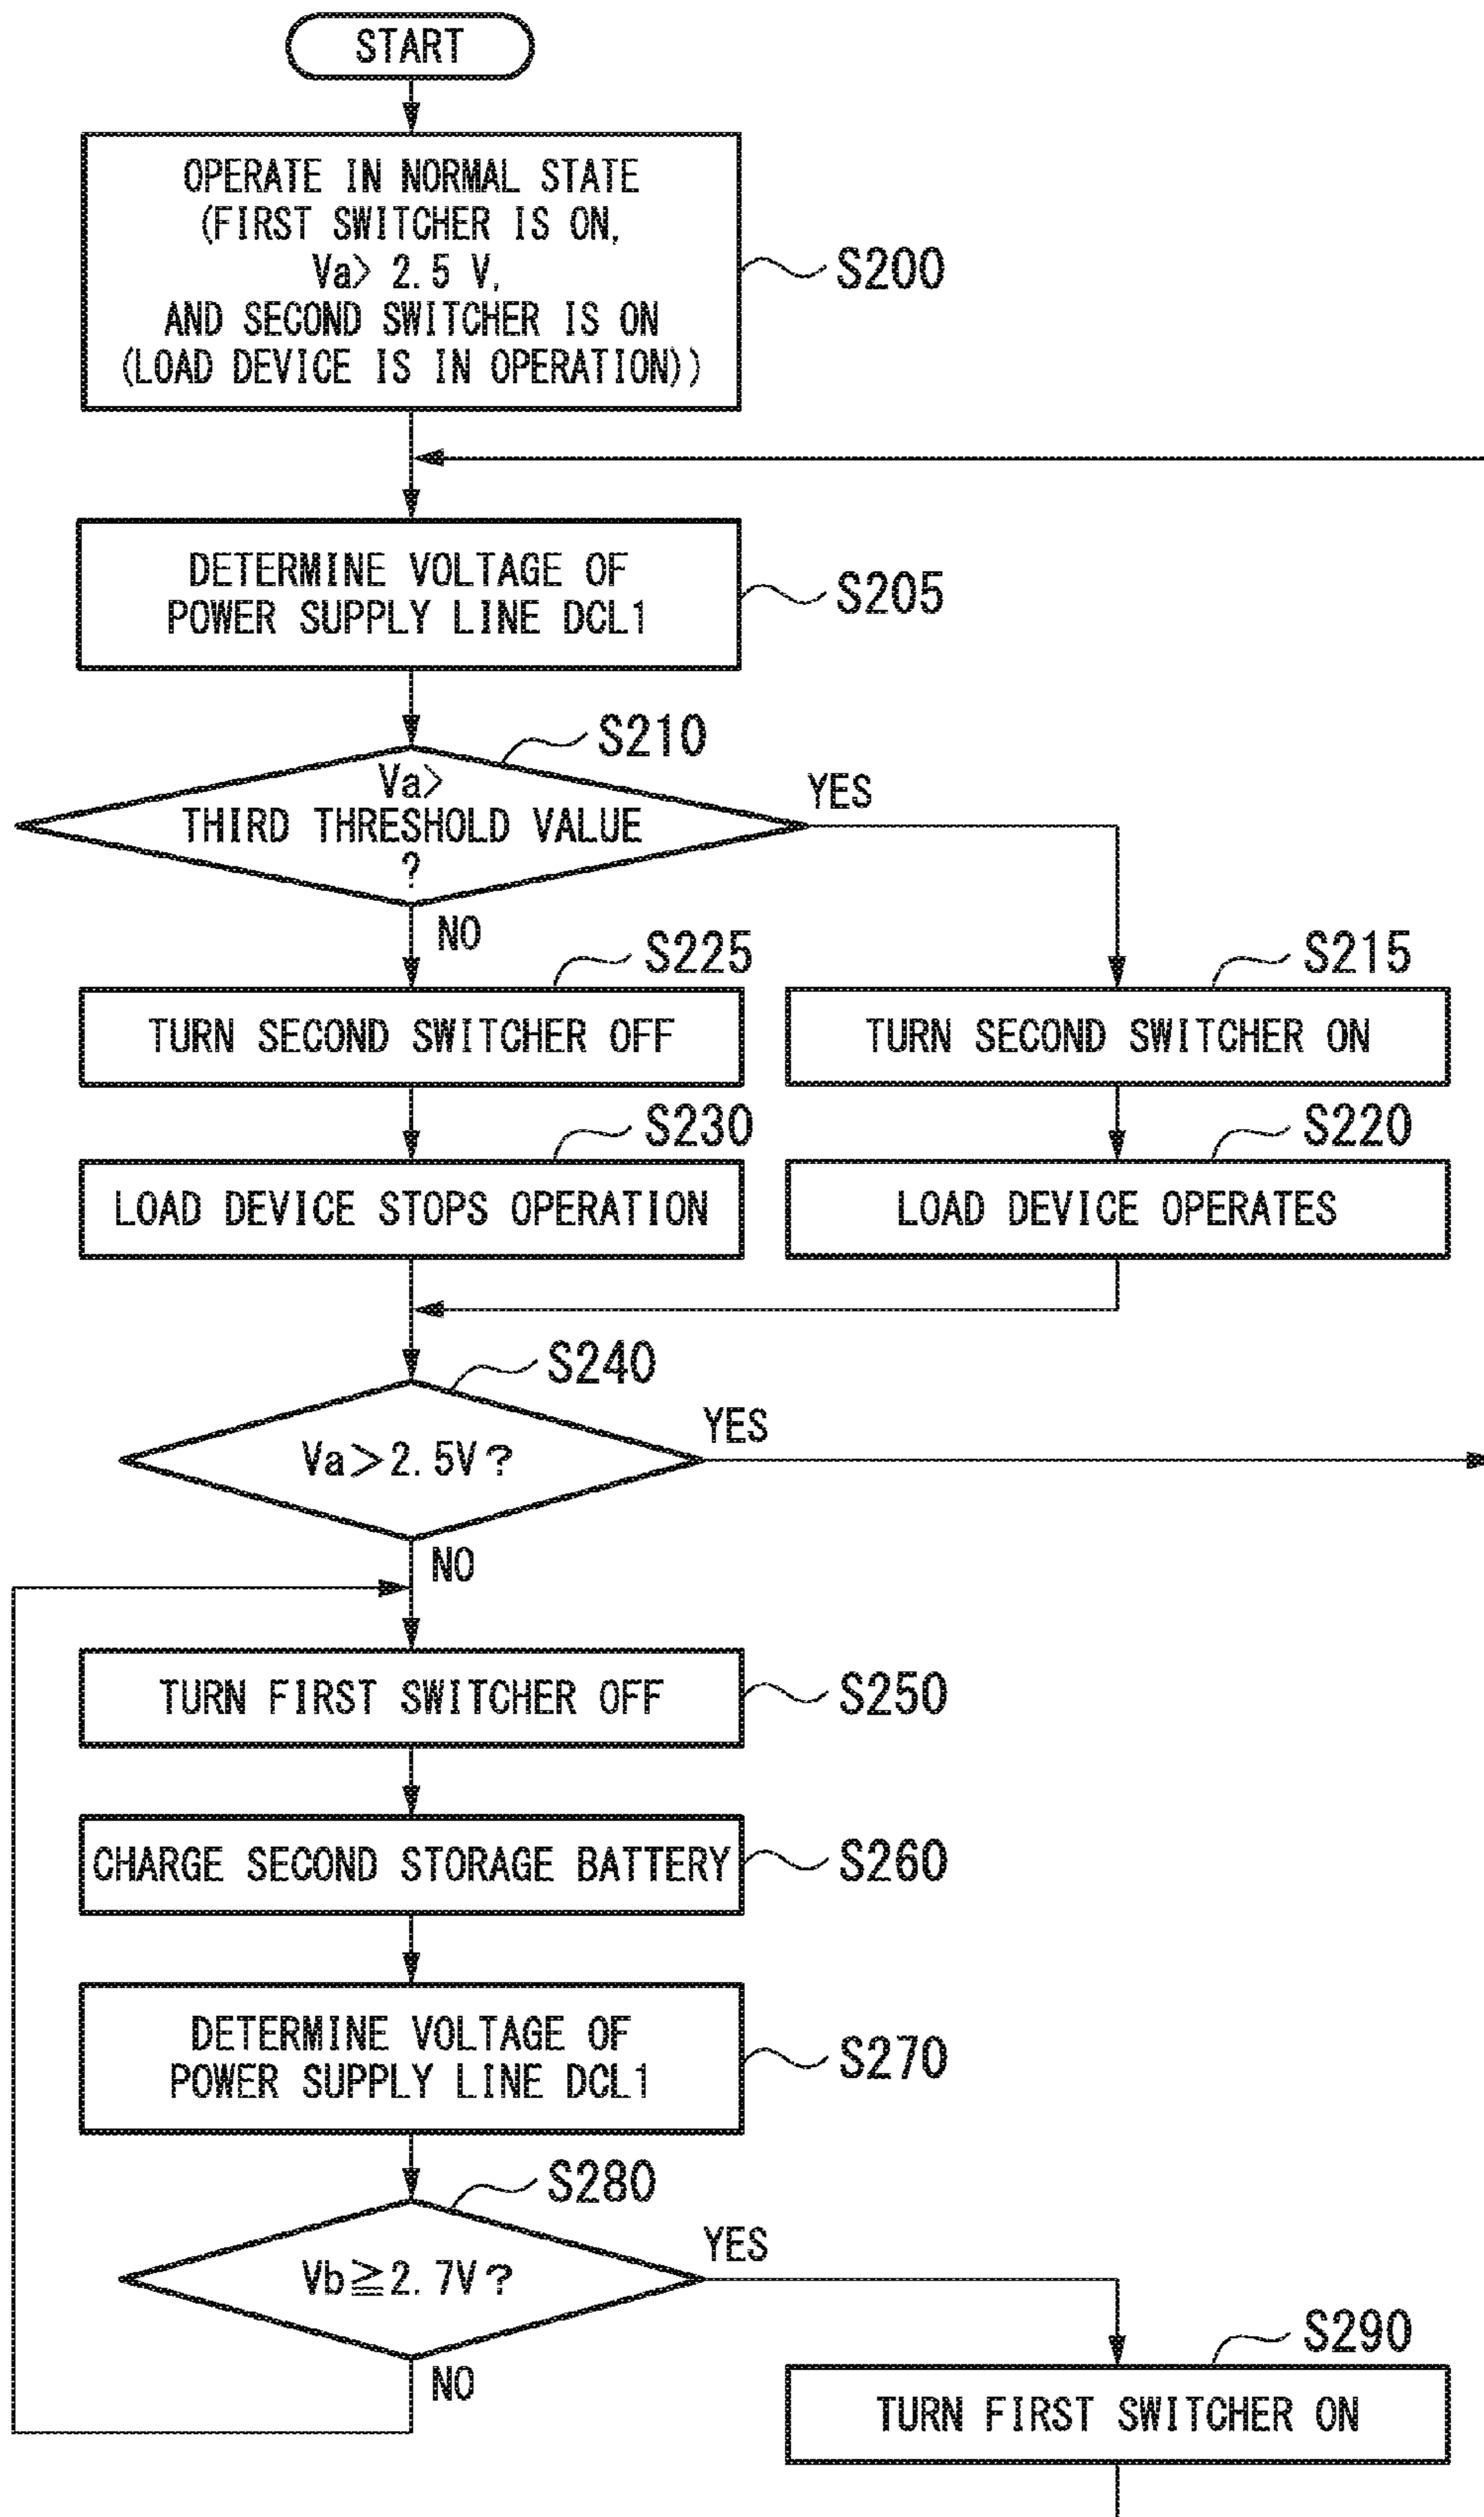 START
OPERATE IN NORMAL STATE
(FIRST SWITCHER IS ON,
Va> 2.5 V,
AND SECOND SWITCHER IS ON
(LOAD DEVICE IS IN OPERATION))
S200
DETERMINE VOLTAGE OF
POWER SUPPLY LINE DCL1
S205
S210
Va>
THIRD THRESHOLD VALUE
?
YES
NO
S225
TURN SECOND SWITCHER OFF
S215
TURN SECOND SWITCHER ON
S230
LOAD DEVICE STOPS OPERATION
S220
LOAD DEVICE OPERATES
S240
Va>2.5V?
YES
NO
TURN FIRST SWITCHER OFF
S250
CHARGE SECOND STORAGE BATTERY
S260
DETERMINE VOLTAGE OF
POWER SUPPLY LINE DCL1
S270
S280
Vb≧2.7V?
YES
NO
S290
TURN FIRST SWITCHER ON